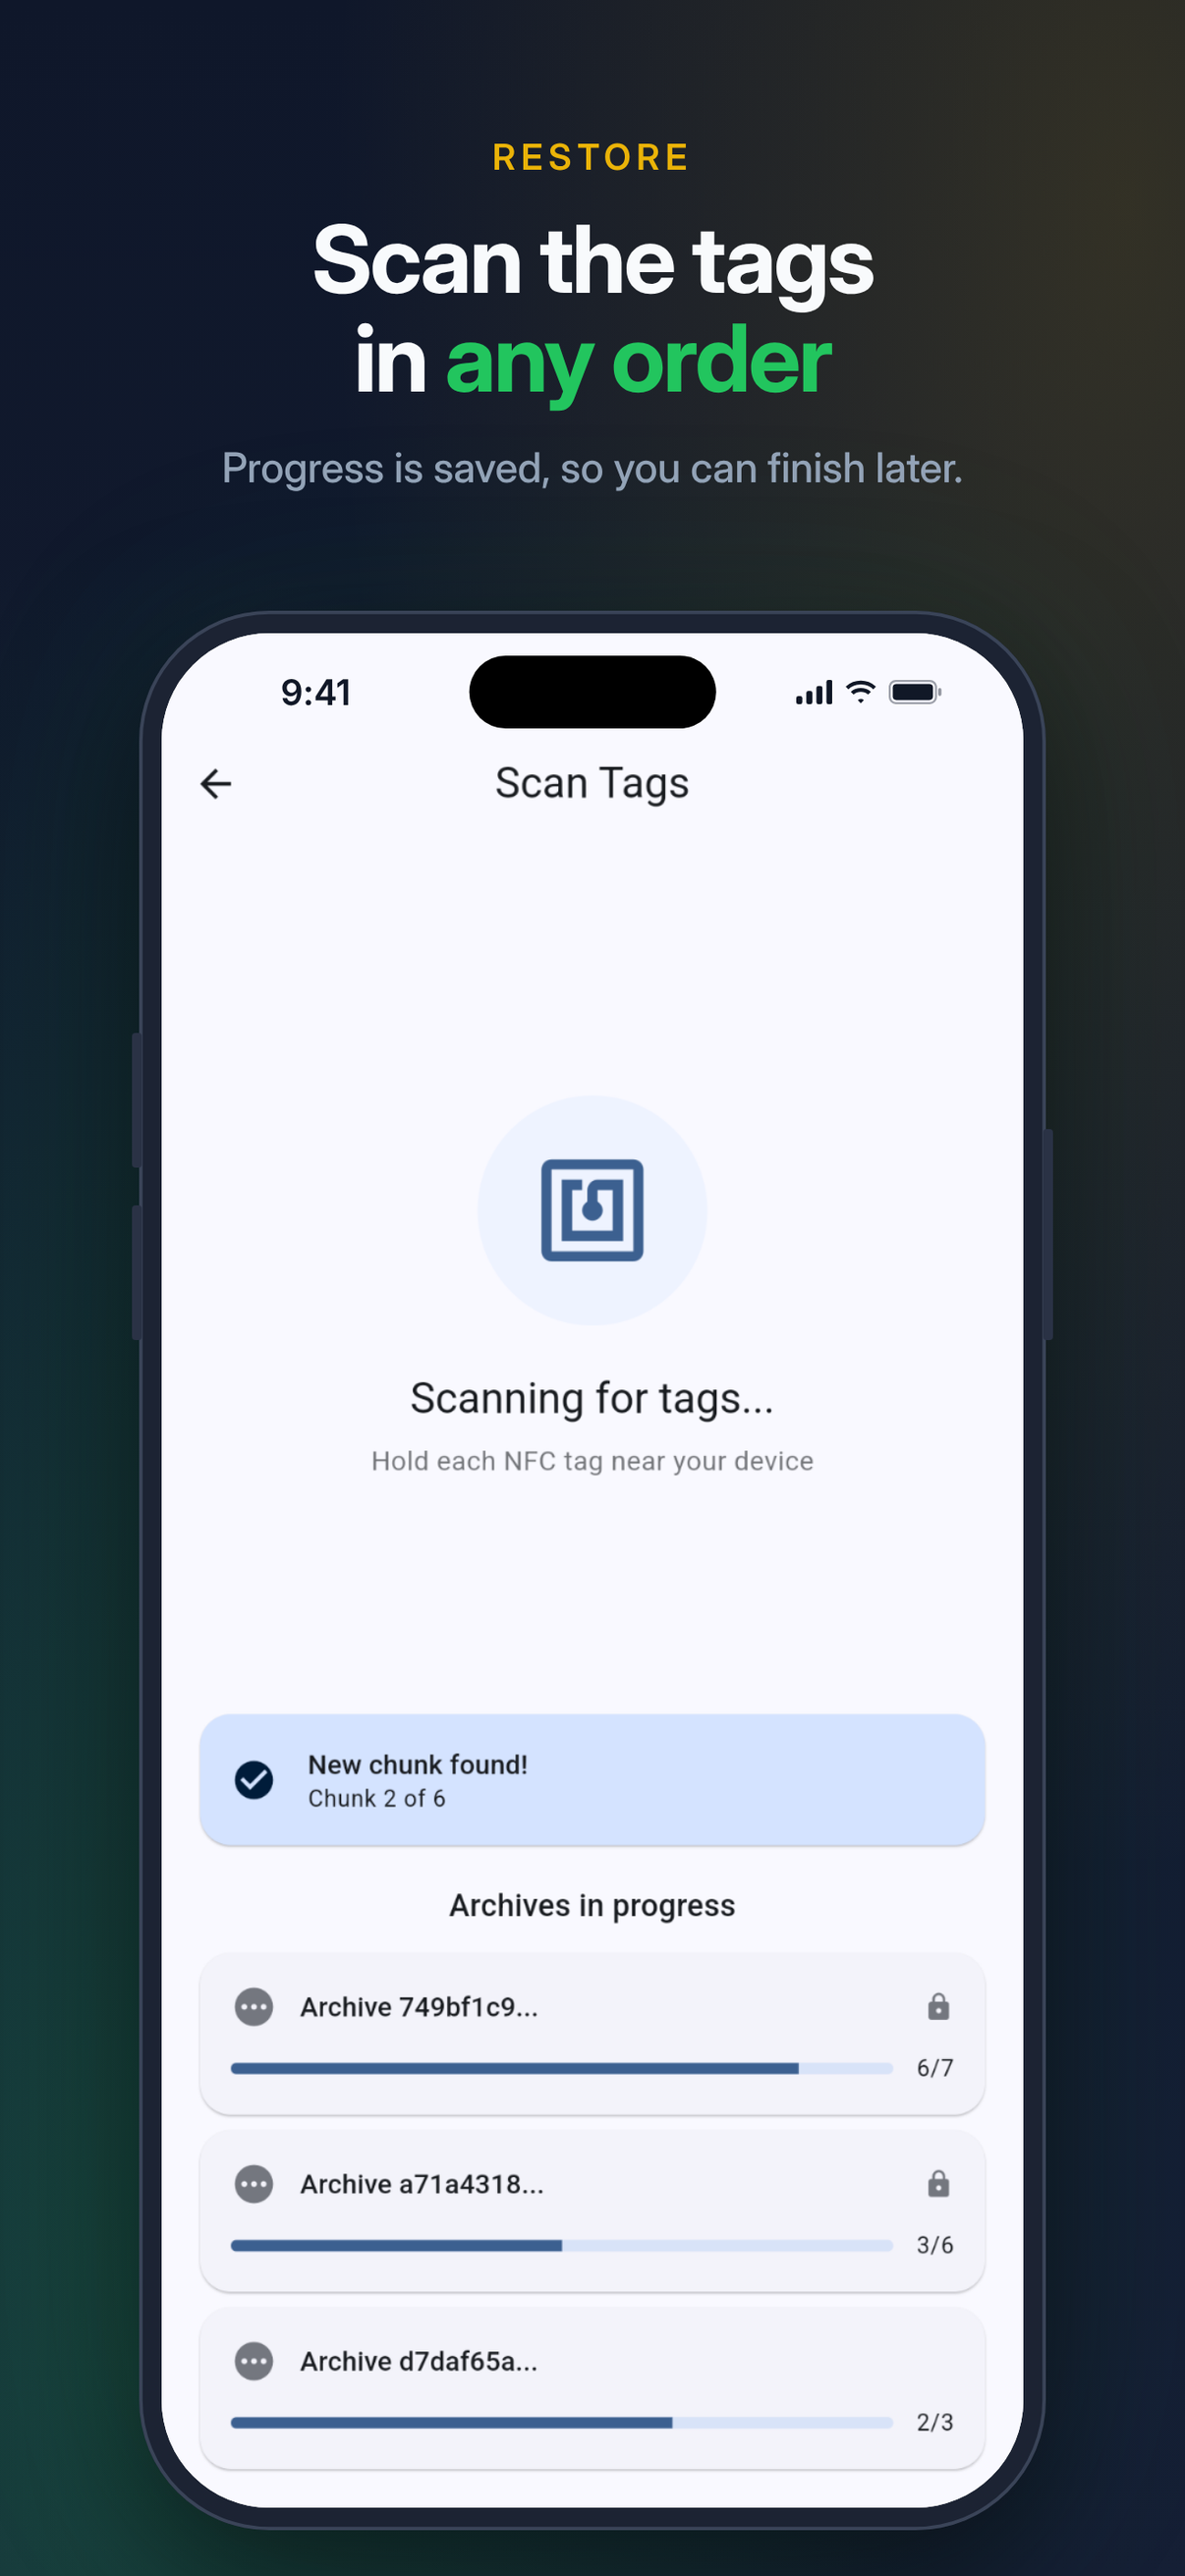 RESTORE
Scan the tags
in any order
Progress is saved, so you can finish later.
9:41
Scan Tags
Scanning for tags...
Hold each NFC tag near your device
New chunk found!
Chunk 2 of 6
Archives in progress
Archive 749bf1c9...
6/7
Archive a71a4318...
3/6
Archive d7daf65a...
2/3